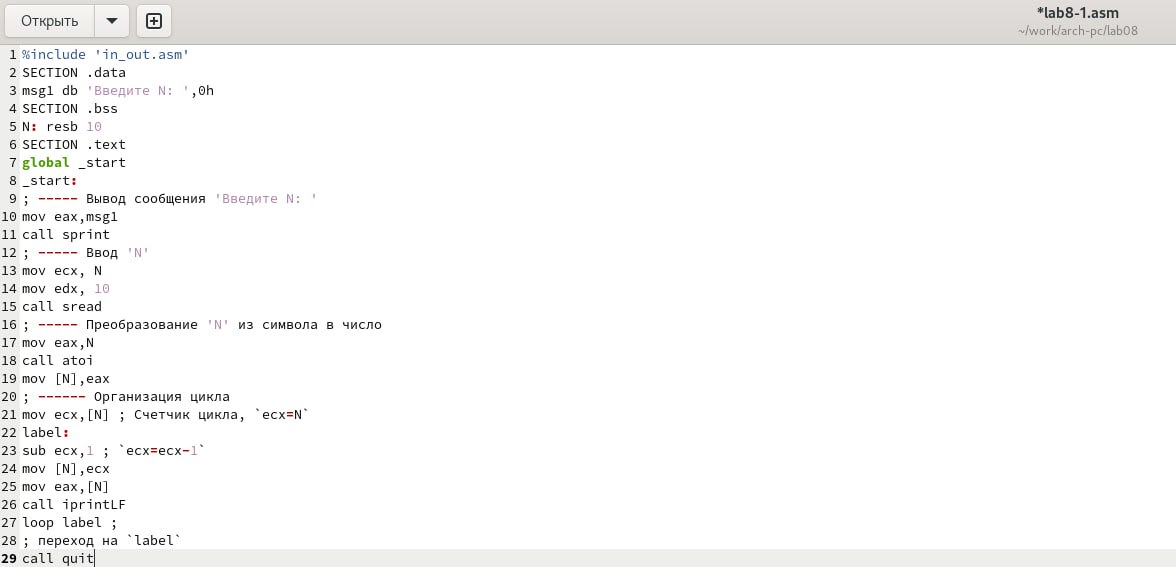 Открыть
*lab8-1.asm
~/work/arch-pc/lab08
1 %include 'in_out.asm'
2 SECTION .data
3 msg1 db 'Введите N: ',0h
4 SECTION .bss
5 N: resb 10
6 SECTION .text
7 global _start
8 _start:
9 ; ----- Вывод сообщения 'Введите N: '
10 mov eax,msg1
11 call sprint
12 ; ----- Ввод 'N'
13 mov ecx, N
14 mov edx, 10
15 call sread
16 ; ----- Преобразование 'N' из символа в число
17 mov eax,N
18 call atoi
19 mov [N],eax
20 ; ------ Организация цикла
21 mov ecx,[N] ; Счетчик цикла, `ecx=N`
22 label:
23 sub ecx,1 ; `ecx=ecx-1`
24 mov [N],ecx
25 mov eax,[N]
26 call iprintLF
27 loop label ;
28 ; переход на `label`
29 call quit